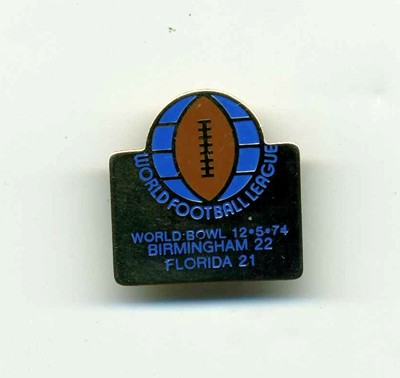 WORLD FOOTBALL LEAGUE
WORLD BOWL 12•5•74
BIRMINGHAM 22
FLORIDA 21